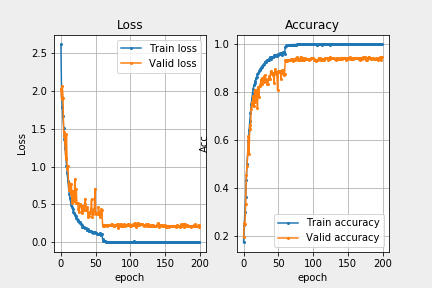 Loss
Train loss
Valid loss
2.5
2.0
1.5
1.0
0.5
0.0
Loss
0
50
100
150
200
epoch
Accuracy
1.0
0.8
0.6
0.4
0.2
Acc
Train accuracy
Valid accuracy
0
50
100
150
200
epoch